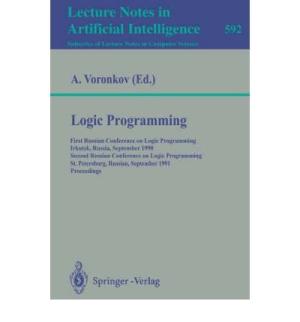 Lecture Notes in
Artificial Intelligence 592
Subseries of Lecture Notes in Computer Science
A. Voronkov (Ed.)
Logic Programming
First Russian Conference on Logic Programming
Irkutsk, Russia, September 1990
Second Russian Conference on Logic Programming
St. Petersburg, Russian, September 1991
Proceedings
Springer-Verlag